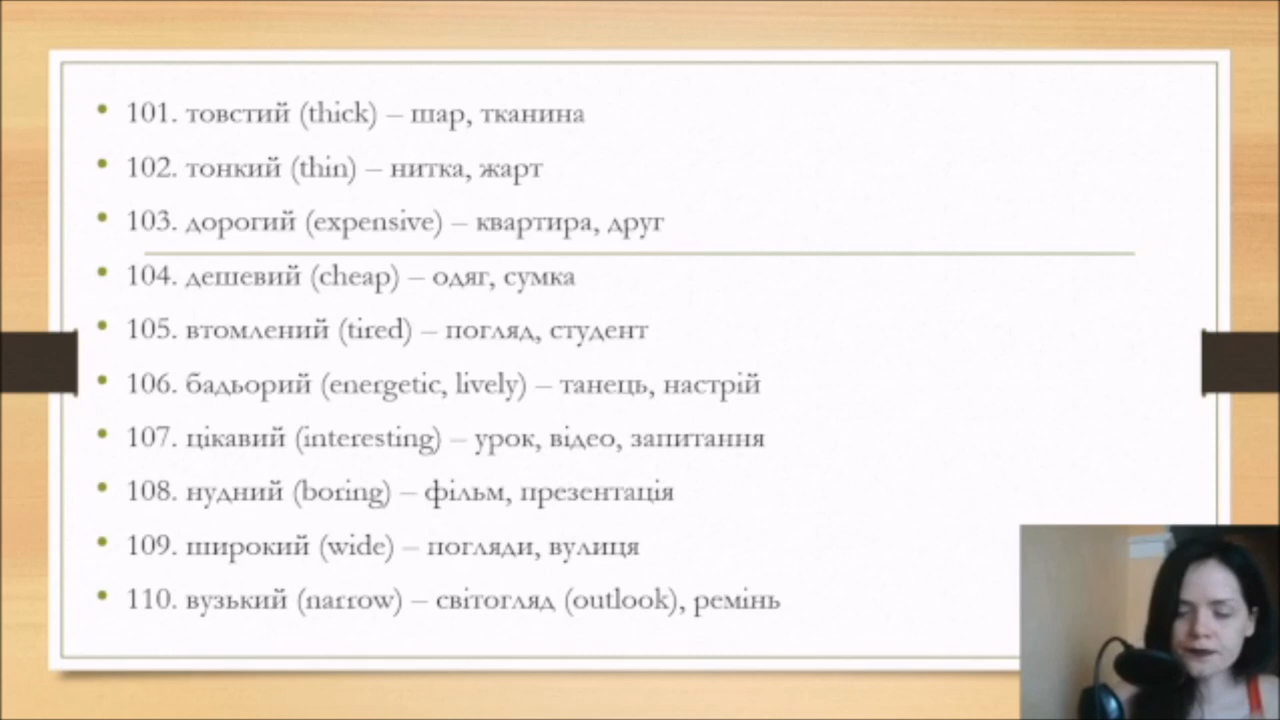 • 101. товстий (thick) – шар, тканина
• 102. тонкий (thin) – нитка, жарт
• 103. дорогий (expensive) – квартира, друг
• 104. дешевий (cheap) – одяг, сумка
• 105. втомлений (tired) – погляд, студент
• 106. бадьорий (energetic, lively) – танець, настрій
• 107. цікавий (interesting) – урок, відео, запитання
• 108. нудний (boring) – фільм, презентація
• 109. широкий (wide) – погляди, вулиця
• 110. вузький (narrow) – світогляд (outlook), ремінь